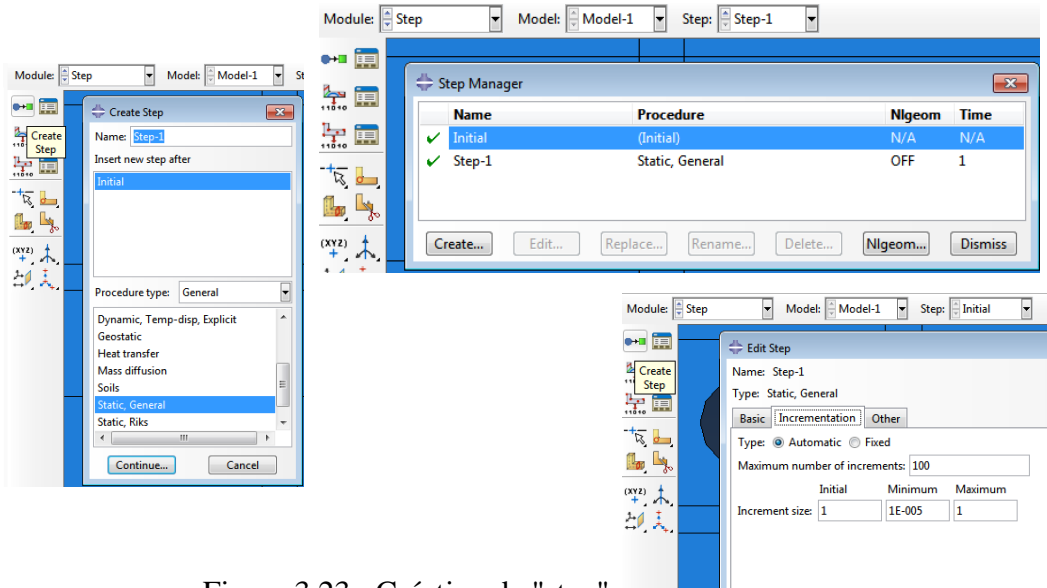 Module: Step Model: Model-1 St
Create Step
Create Step
Name: Step-1
Insert new step after
Initial
Procedure type: General
Dynamic, Temp-disp, Explicit
Geostatic
Heat transfer
Mass diffusion
Soils
Static, General
Static, Riks
Continue... Cancel
(XYZ)
Module: Step Model: Model-1 Step: Step-1
Step Manager
Name Procedure Nlgeom Time
Initial (Initial) N/A N/A
Step-1 Static, General OFF 1
Create... Edit... Replace... Rename... Delete... Nlgeom... Dismiss
(XYZ)
Module: Step Model: Model-1 Step: Initial
Create Step
Edit Step
Name: Step-1
Type: Static, General
Basic Incrementation Other
Type: Automatic Fixed
Maximum number of increments: 100
Initial Minimum Maximum
Increment size: 1 1E-005 1
(XYZ)